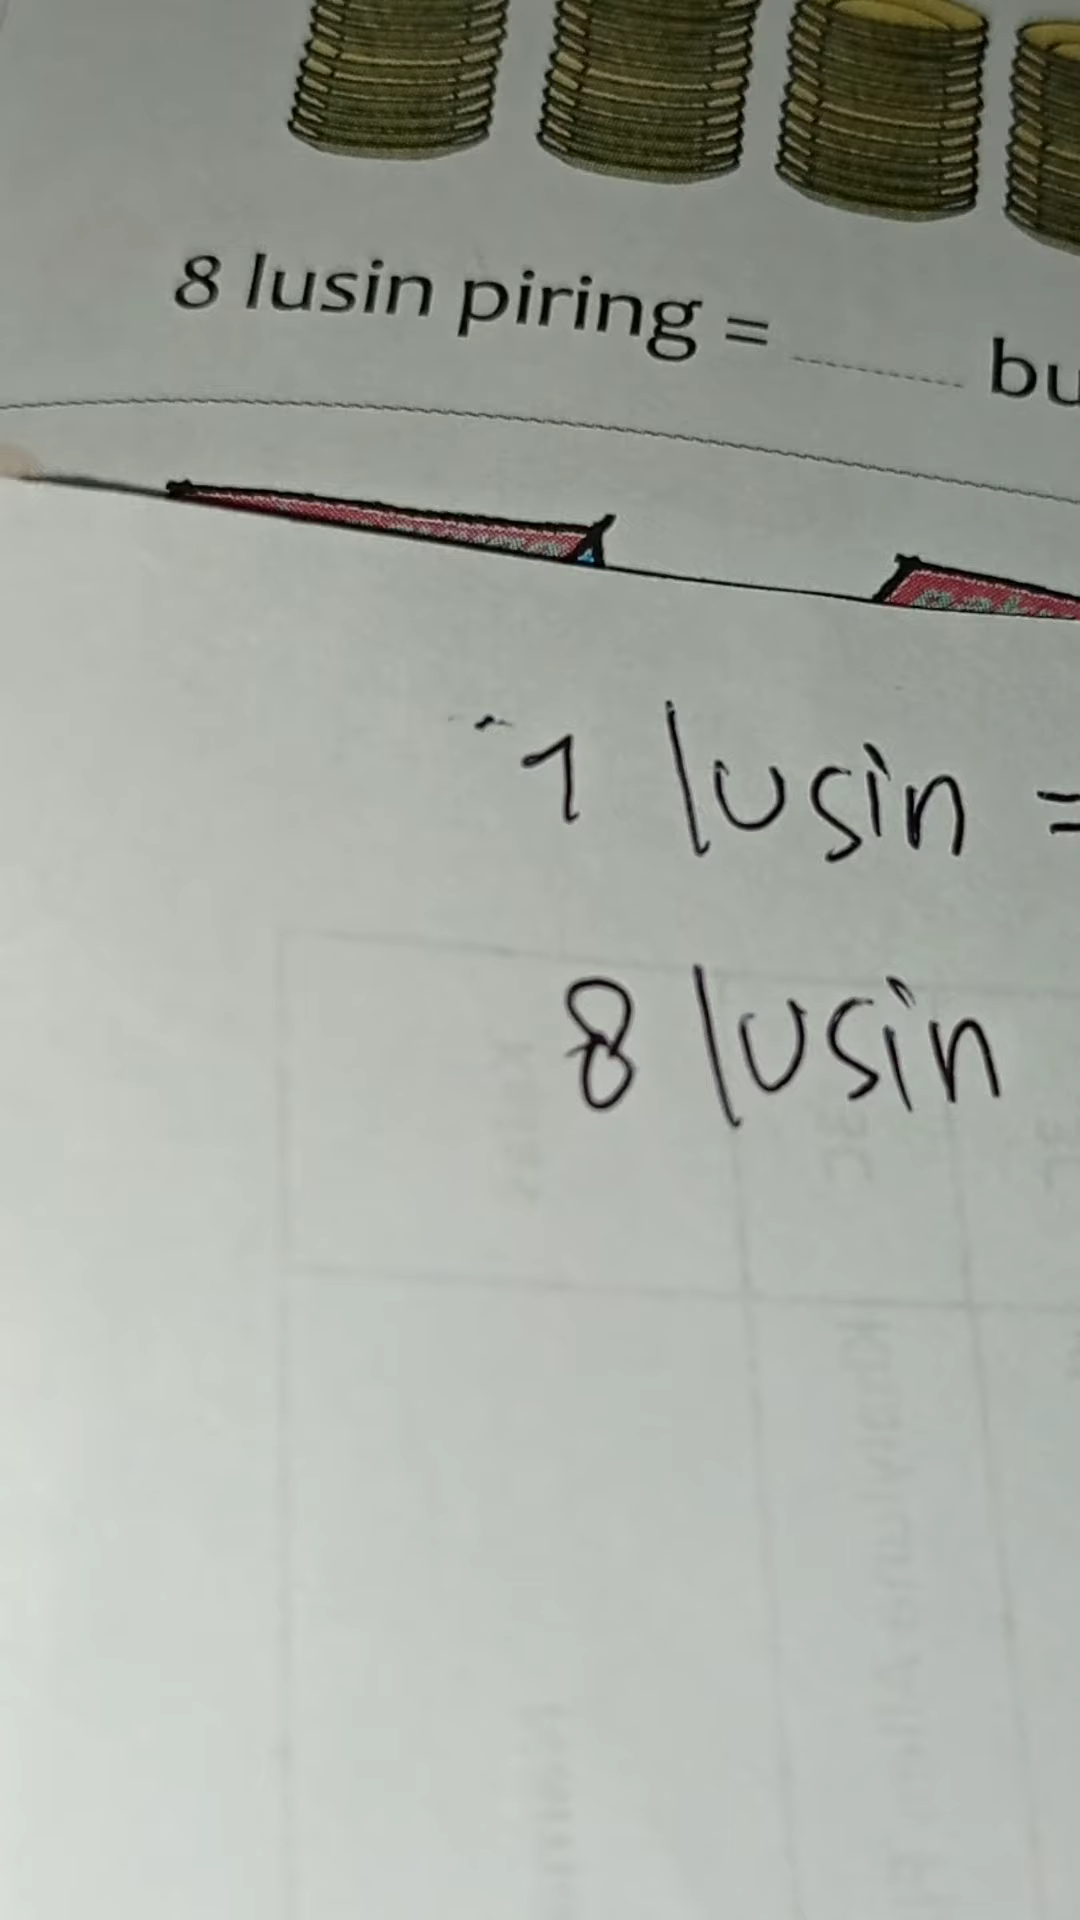 8 lusin piring = ........ bu
1 lusin =
8 lusin